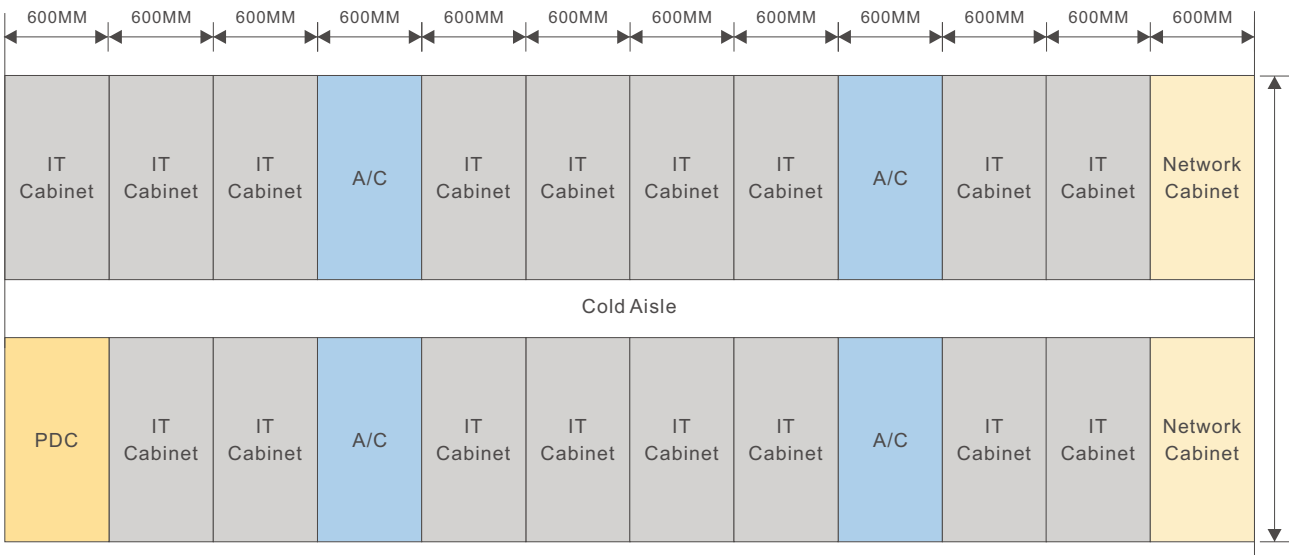 600MM 600MM 600MM 600MM 600MM 600MM 600MM 600MM 600MM 600MM 600MM 600MM
IT IT IT A/C IT IT IT IT A/C IT IT Network
Cabinet Cabinet Cabinet Cabinet Cabinet Cabinet Cabinet Cabinet Cabinet Cabinet
Cold Aisle
PDC IT IT A/C IT IT IT IT A/C IT IT Network
Cabinet Cabinet Cabinet Cabinet Cabinet Cabinet Cabinet Cabinet Cabinet